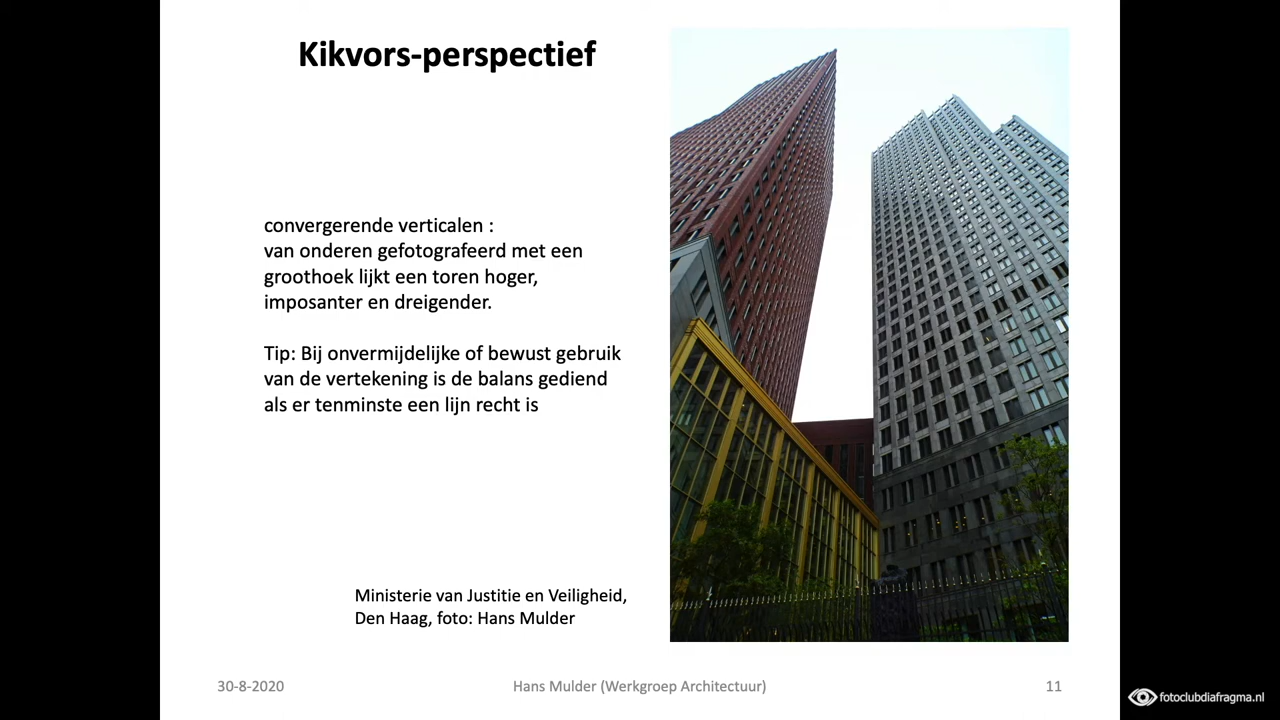 Kikvors-perspectief
convergerende verticalen :
van onderen gefotografeerd met een
groothoek lijkt een toren hoger,
imposanter en dreigender.
Tip: Bij onvermijdelijke of bewust gebruik
van de vertekening is de balans gediend
als er tenminste een lijn recht is
Ministerie van Justitie en Veiligheid,
Den Haag, foto: Hans Mulder
30-8-2020
Hans Mulder (Werkgroep Architectuur)
11
fotoclubdiafragma.nl